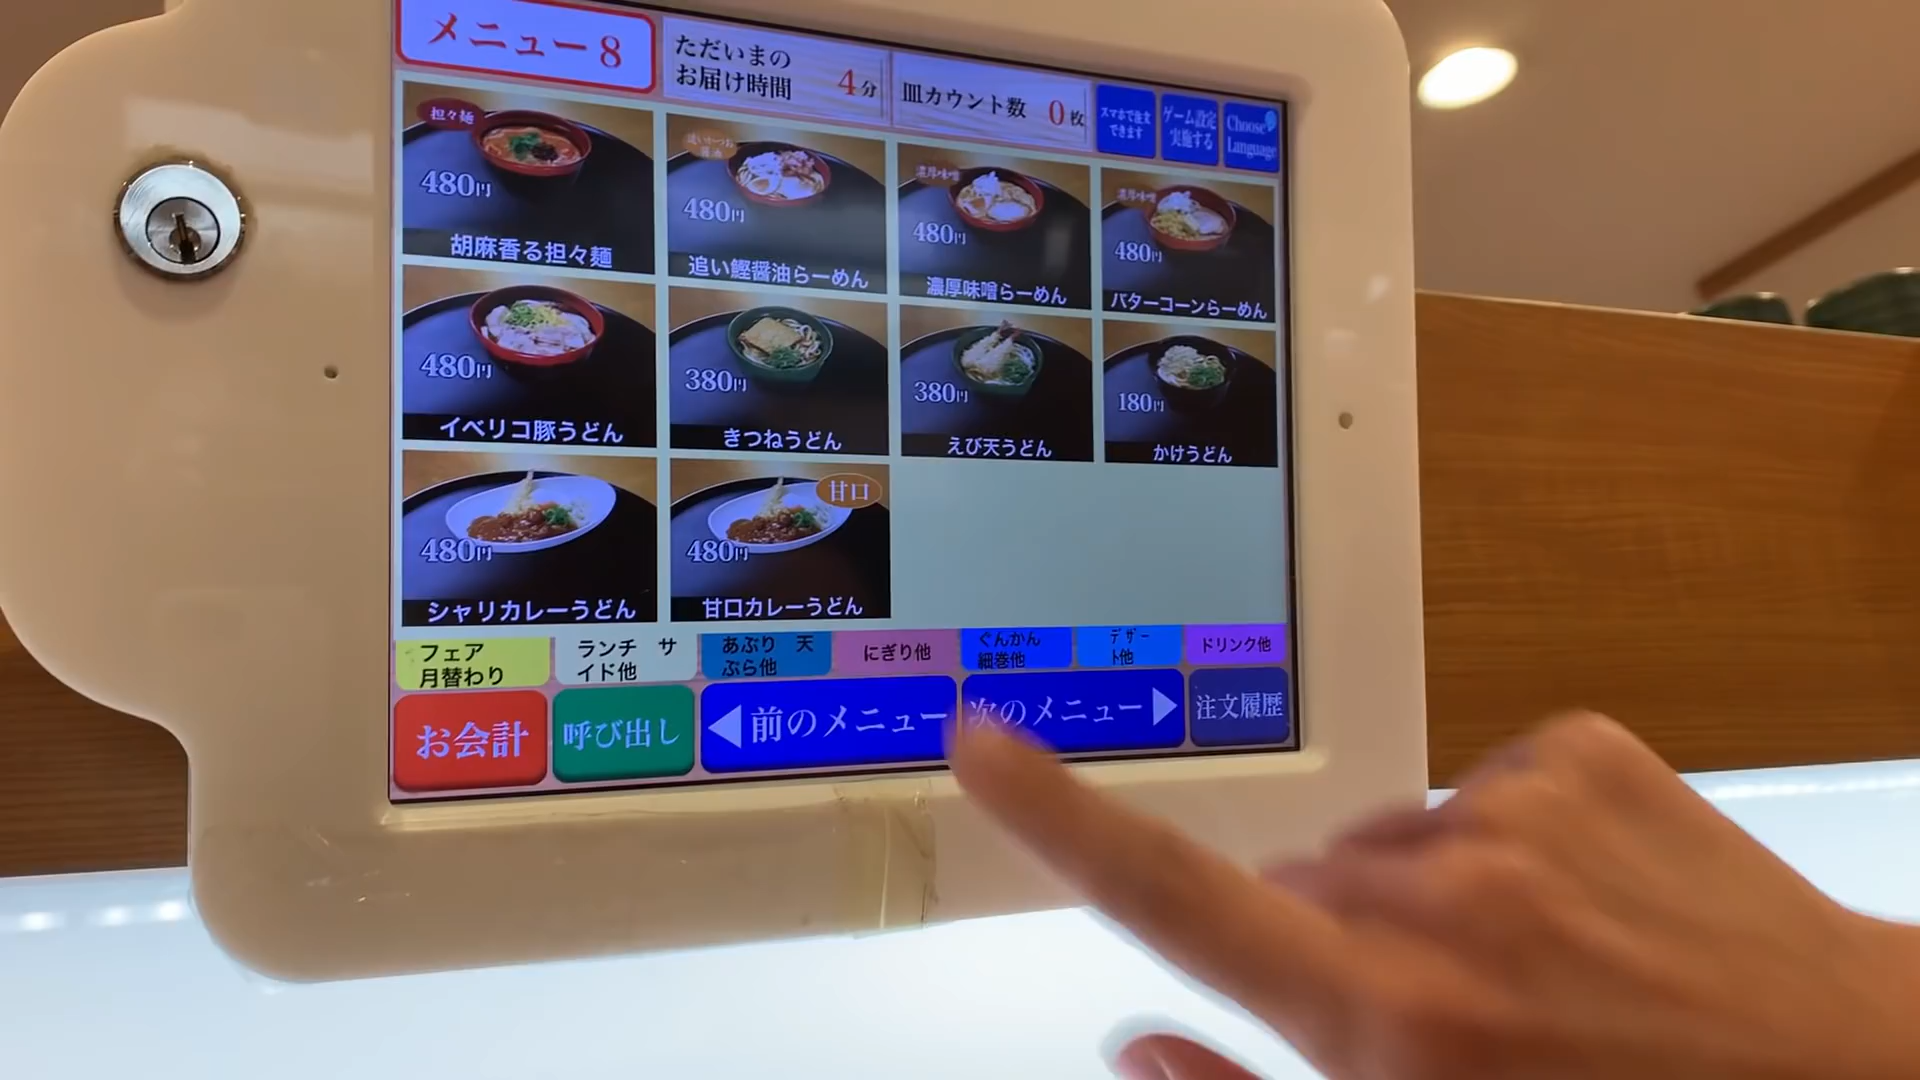 メニュー8
ただいまの
お届け時間 4分
皿カウント数 0枚
スマホで注文
できます
ゲーム設定
実施する
Choose
Language
担々麺
480円
胡麻香る担々麺
追いかつお
醤油
480円
追い鰹醤油らーめん
濃厚味噌
480円
濃厚味噌らーめん
濃厚味噌
480円
バターコーンらーめん
480円
イベリコ豚うどん
380円
きつねうどん
380円
えび天うどん
180円
かけうどん
480円
シャリカレーうどん
甘口
480円
甘口カレーうどん
フェア
月替わり
ランチ サ
イド他
あぶり 天
ぷら他
にぎり他
ぐんかん
細巻他
デザー
ト他
ドリンク他
お会計
呼び出し
前のメニュー
次のメニュー
注文履歴